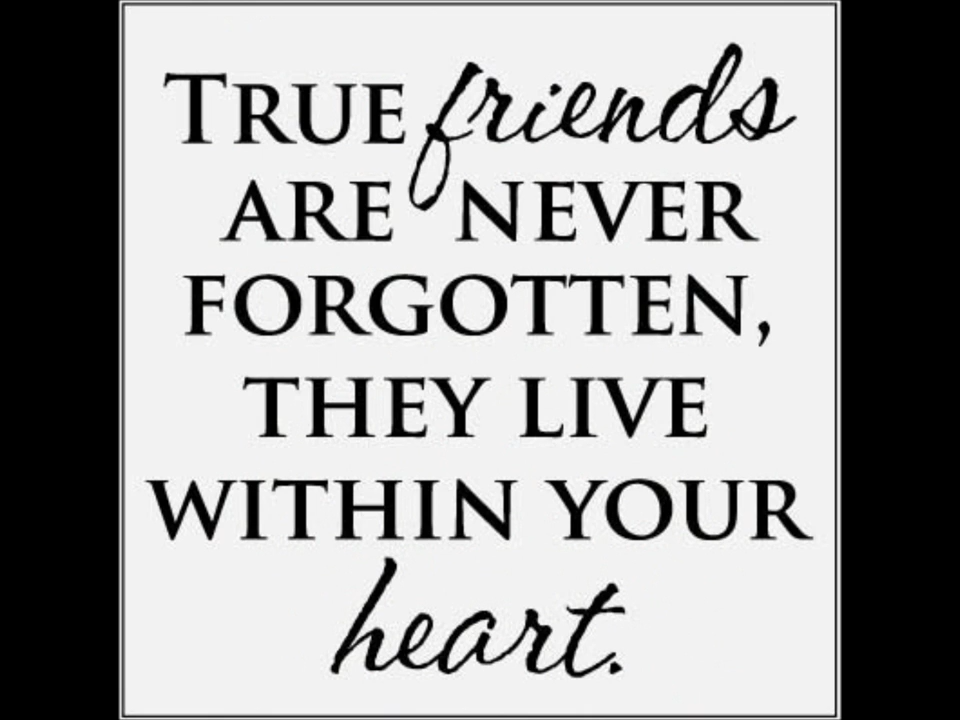 TRUE friends
ARE NEVER
FORGOTTEN,
THEY LIVE
WITHIN YOUR
heart.